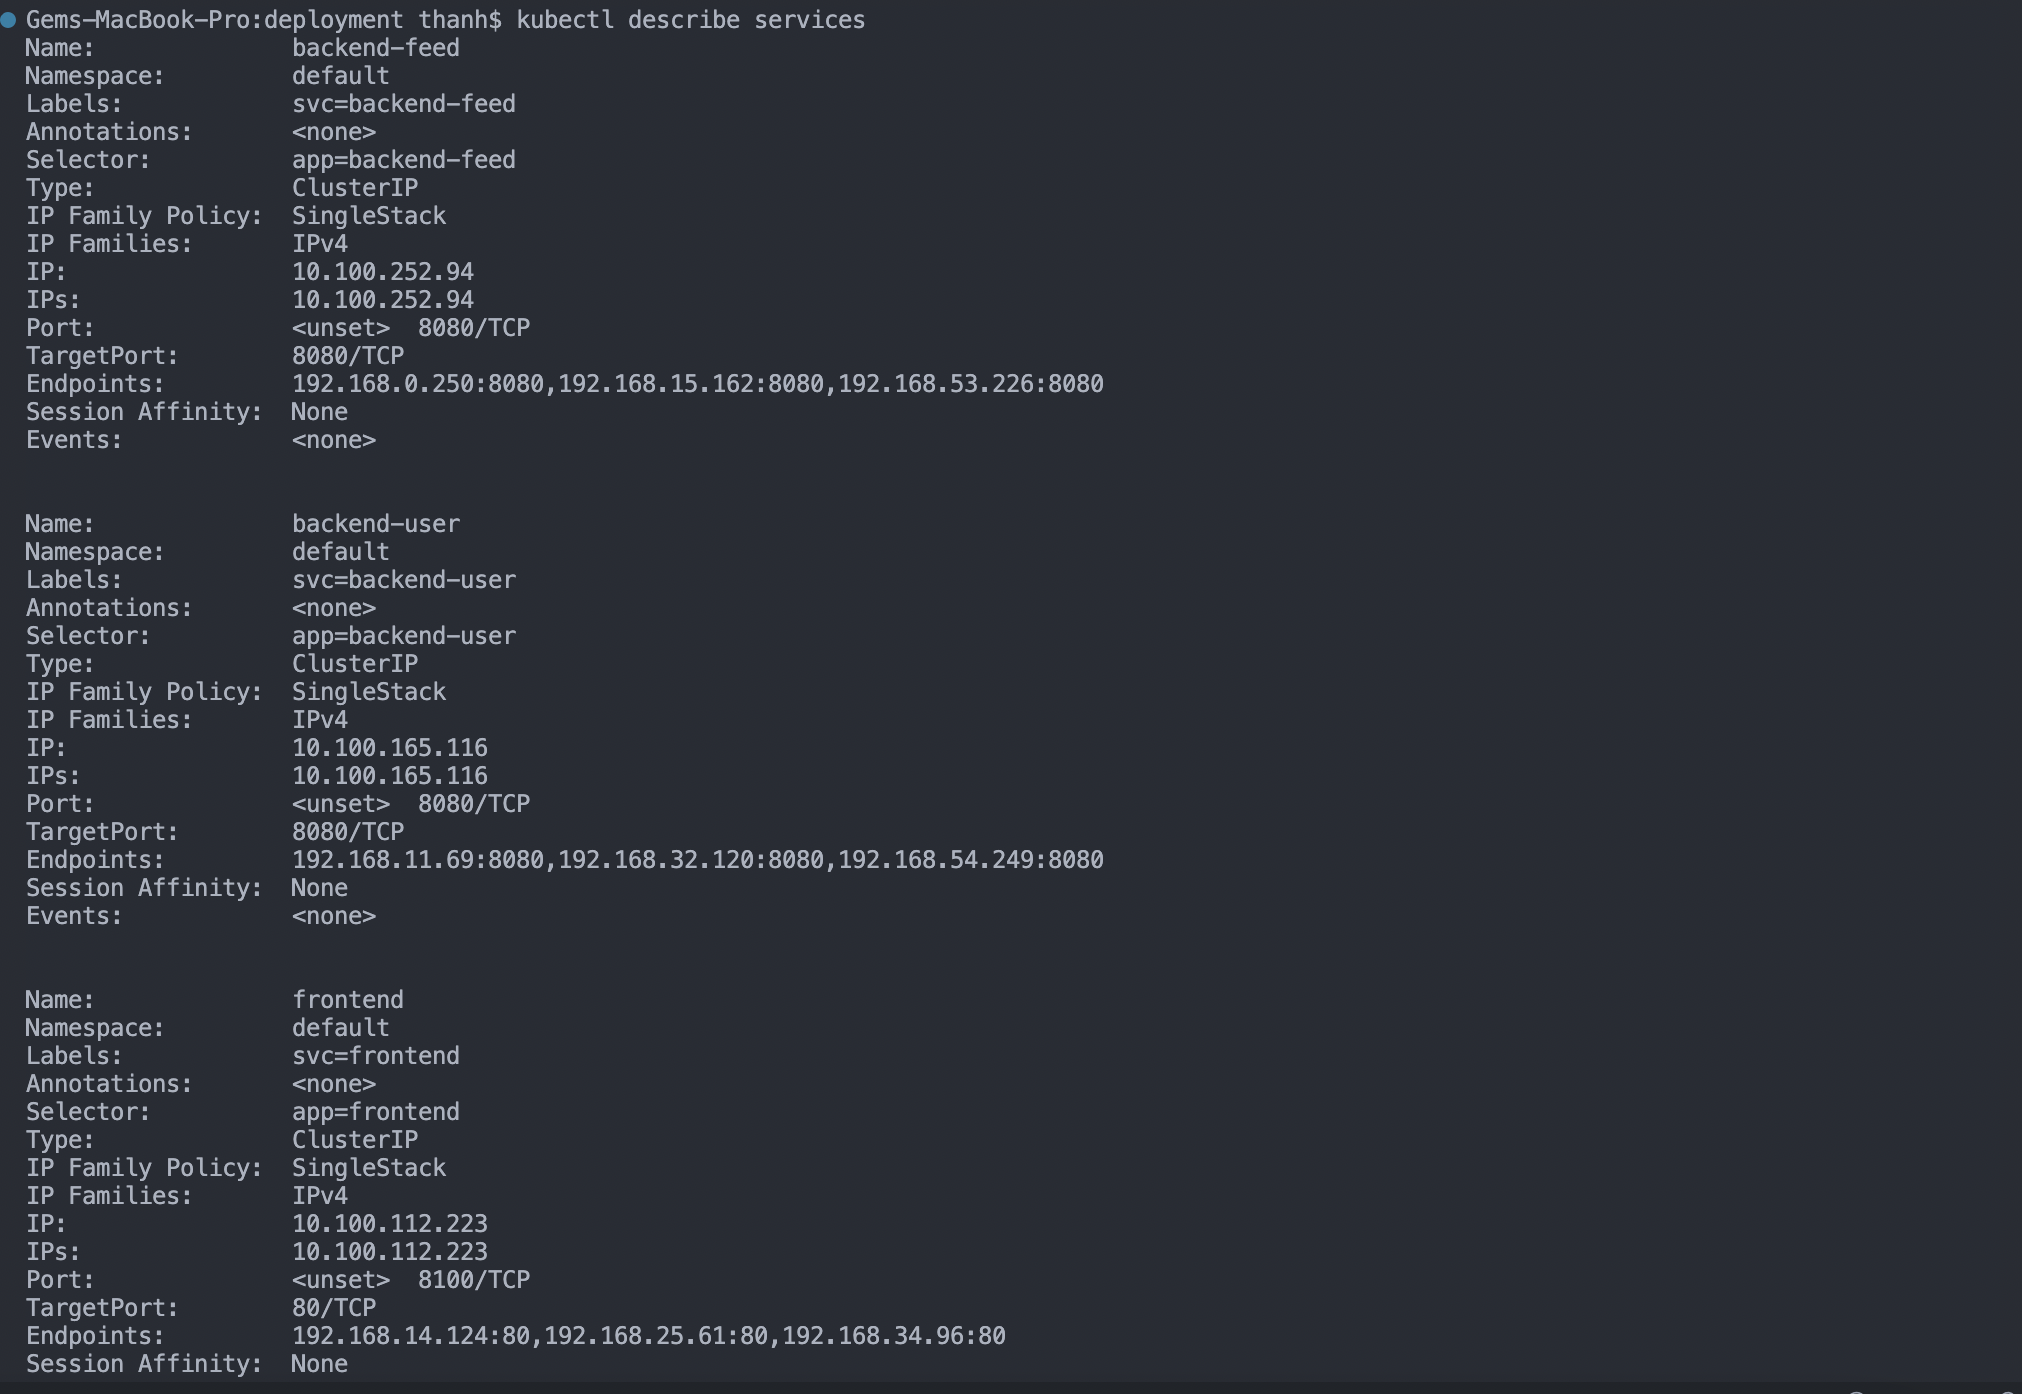 Gems-MacBook-Pro:deployment thanh$ kubectl describe services
Name:              backend-feed
Namespace:         default
Labels:            svc=backend-feed
Annotations:       <none>
Selector:          app=backend-feed
Type:              ClusterIP
IP Family Policy:  SingleStack
IP Families:       IPv4
IP:                10.100.252.94
IPs:               10.100.252.94
Port:              <unset>  8080/TCP
TargetPort:        8080/TCP
Endpoints:         192.168.0.250:8080,192.168.15.162:8080,192.168.53.226:8080
Session Affinity:  None
Events:            <none>
Name:              backend-user
Namespace:         default
Labels:            svc=backend-user
Annotations:       <none>
Selector:          app=backend-user
Type:              ClusterIP
IP Family Policy:  SingleStack
IP Families:       IPv4
IP:                10.100.165.116
IPs:               10.100.165.116
Port:              <unset>  8080/TCP
TargetPort:        8080/TCP
Endpoints:         192.168.11.69:8080,192.168.32.120:8080,192.168.54.249:8080
Session Affinity:  None
Events:            <none>
Name:              frontend
Namespace:         default
Labels:            svc=frontend
Annotations:       <none>
Selector:          app=frontend
Type:              ClusterIP
IP Family Policy:  SingleStack
IP Families:       IPv4
IP:                10.100.112.223
IPs:               10.100.112.223
Port:              <unset>  8100/TCP
TargetPort:        80/TCP
Endpoints:         192.168.14.124:80,192.168.25.61:80,192.168.34.96:80
Session Affinity:  None